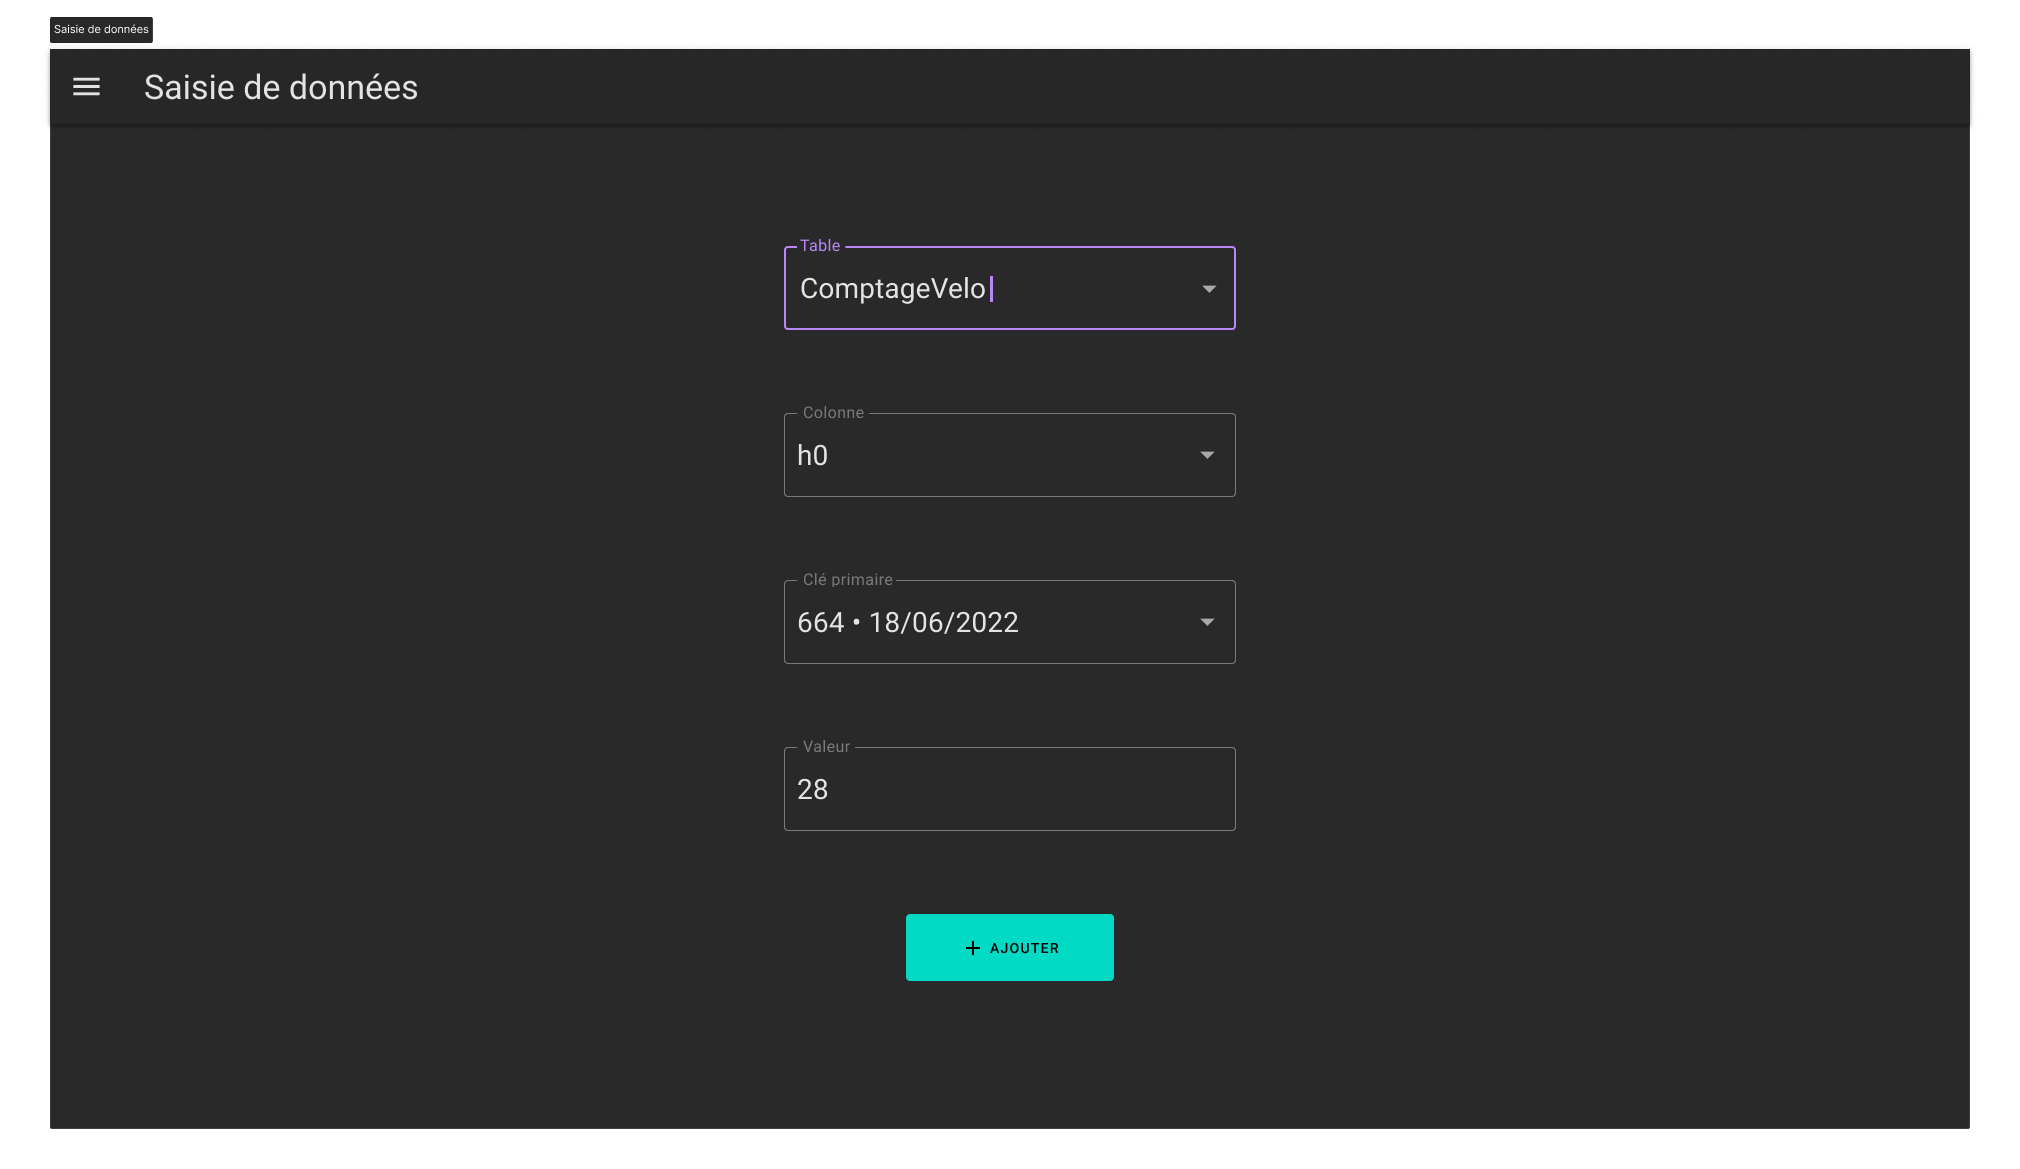 Saisie de données
Saisie de données
Table
ComptageVelo
Colonne
h0
Clé primaire
664 • 18/06/2022
Valeur
28
AJOUTER